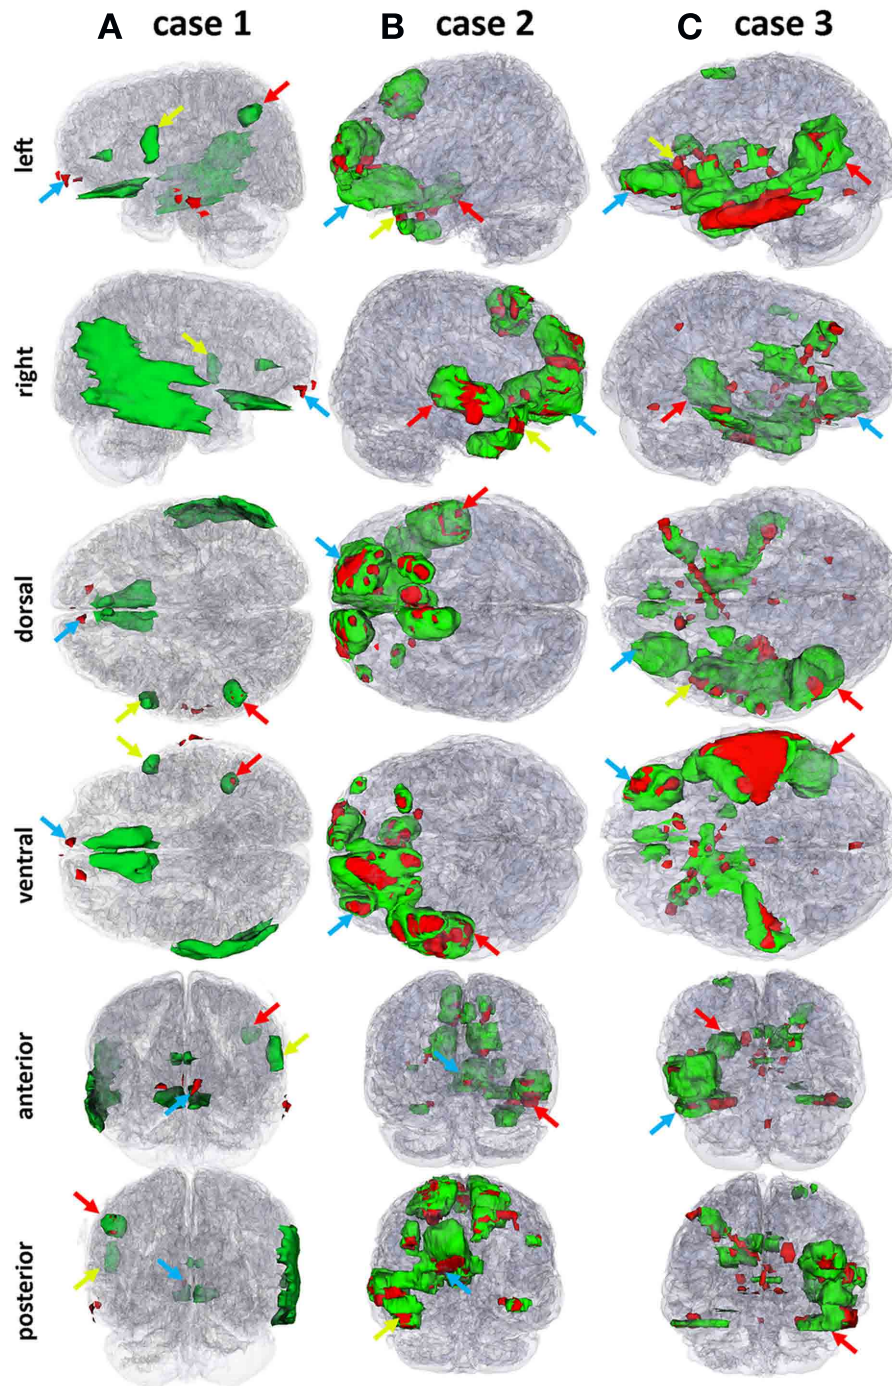 A case 1 B case 2 C case 3
left
right
dorsal
ventral
anterior
posterior